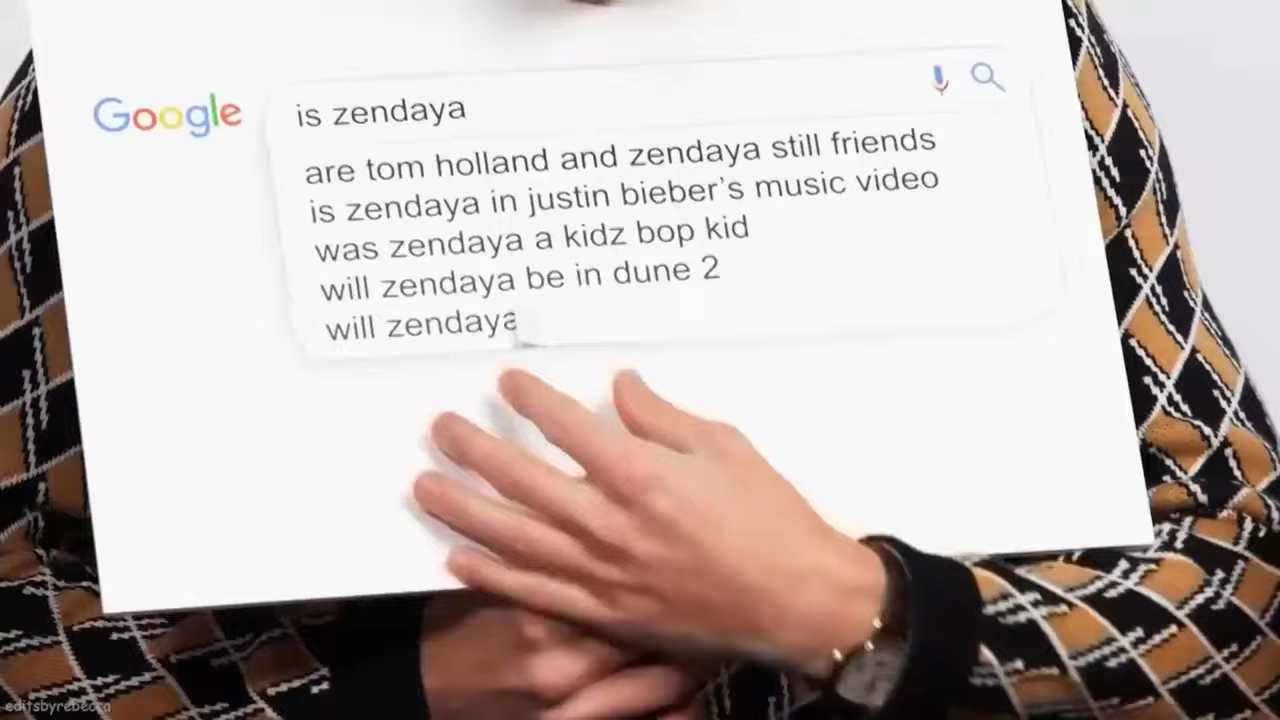 Google
is zendaya
are tom holland and zendaya still friends
is zendaya in justin bieber's music video
was zendaya a kidz bop kid
will zendaya be in dune 2
will zendaya
editsbyrebecca